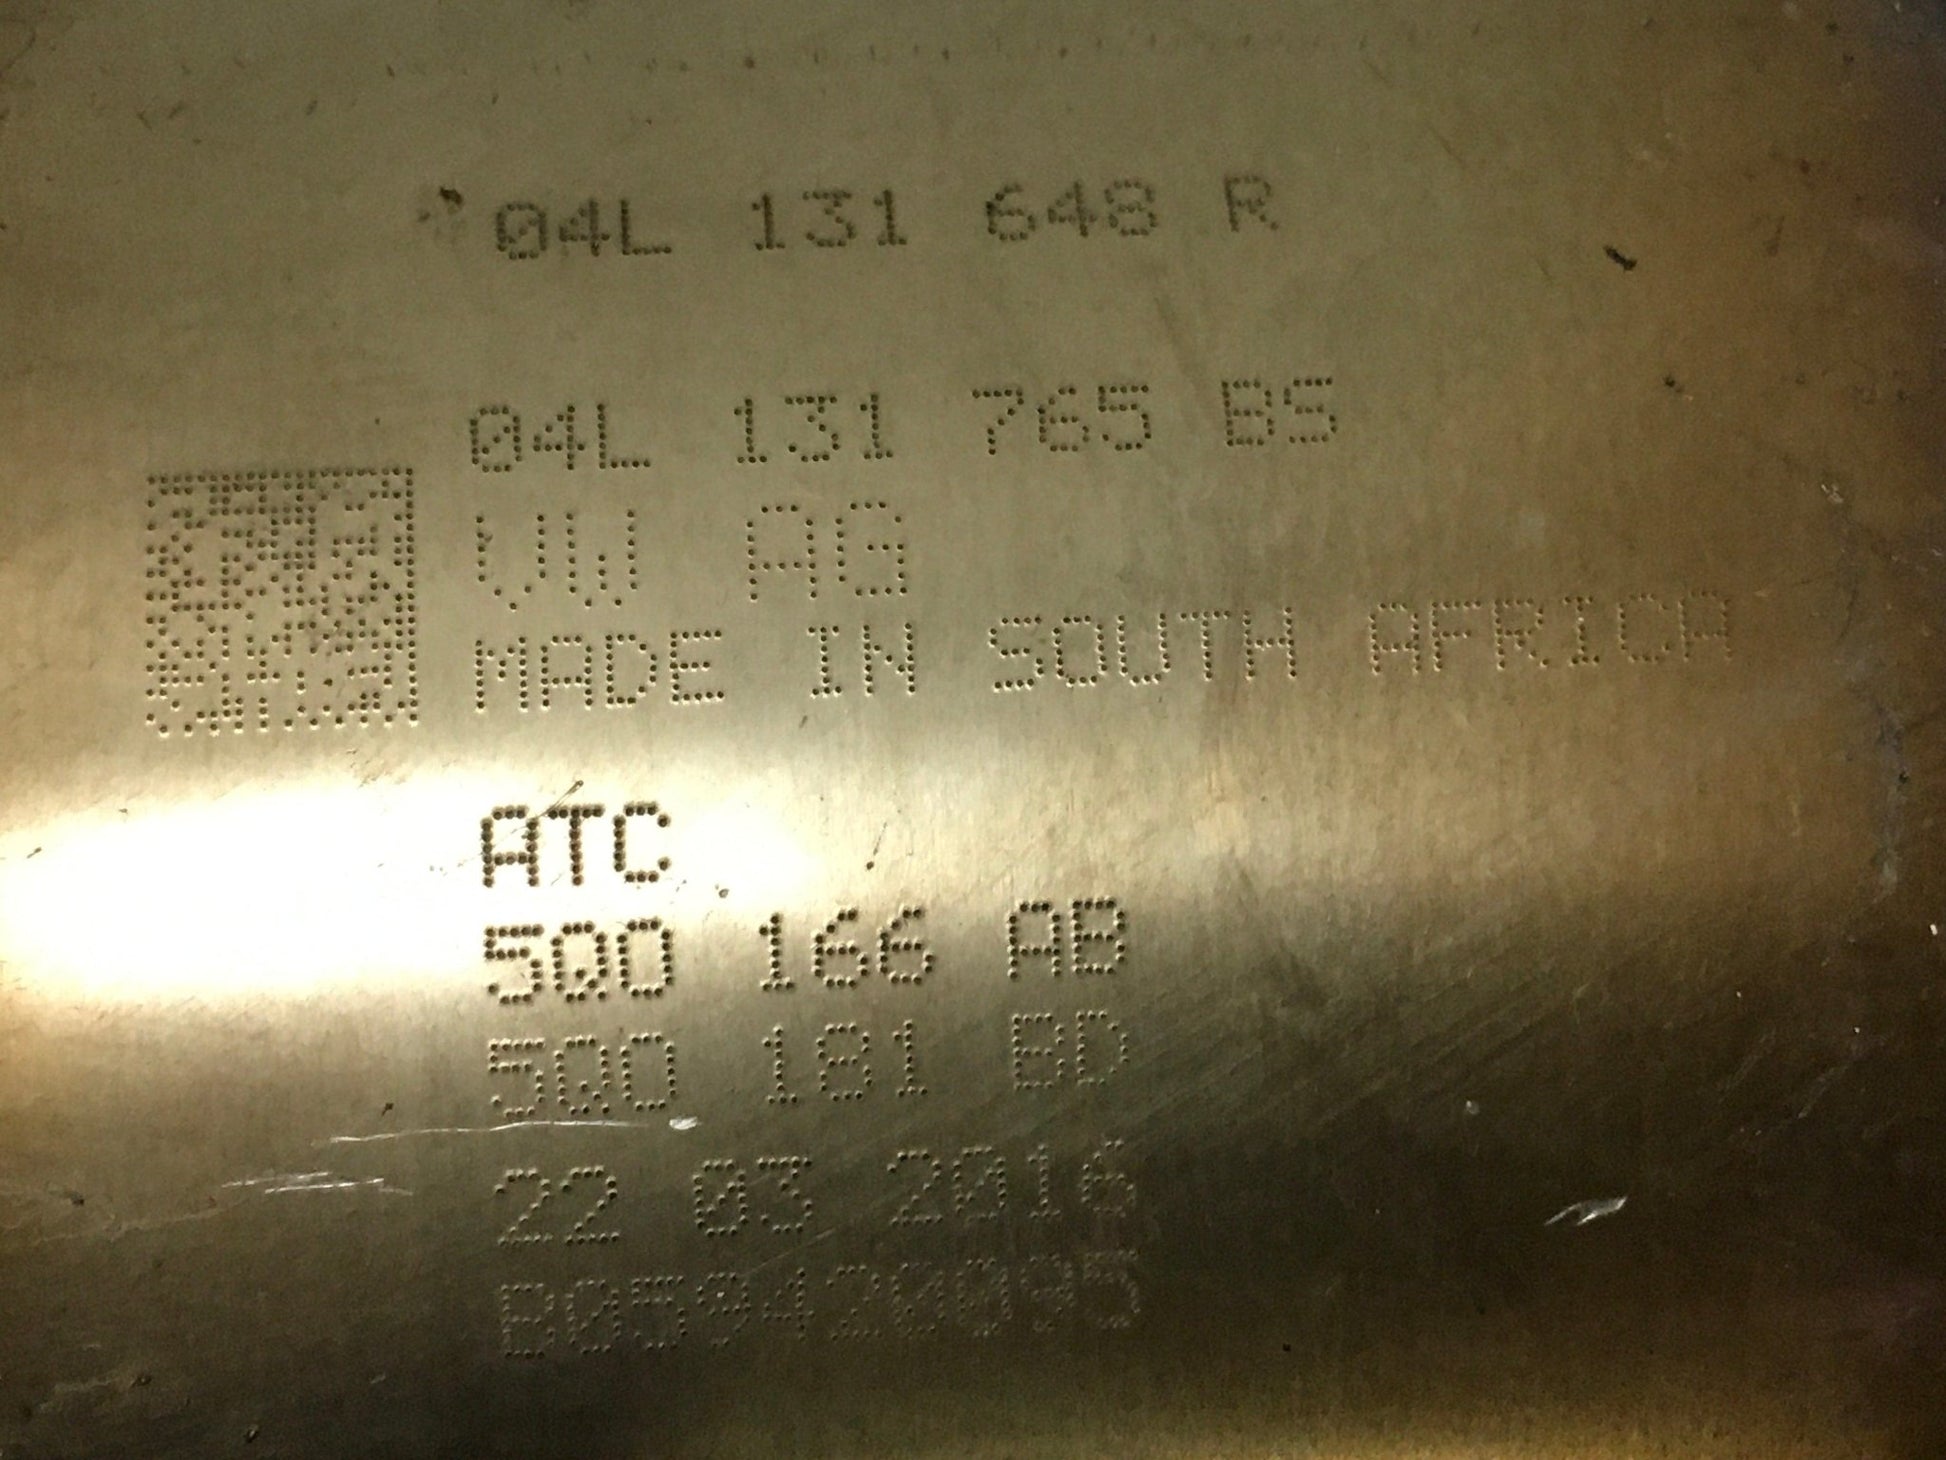 04L 131 648 R
04L 131 765 BS
VW AG
MADE IN SOUTH AFRICA
ATC
5Q0 166 AB
5Q0 181 BD
22 03 2016
B0594200095